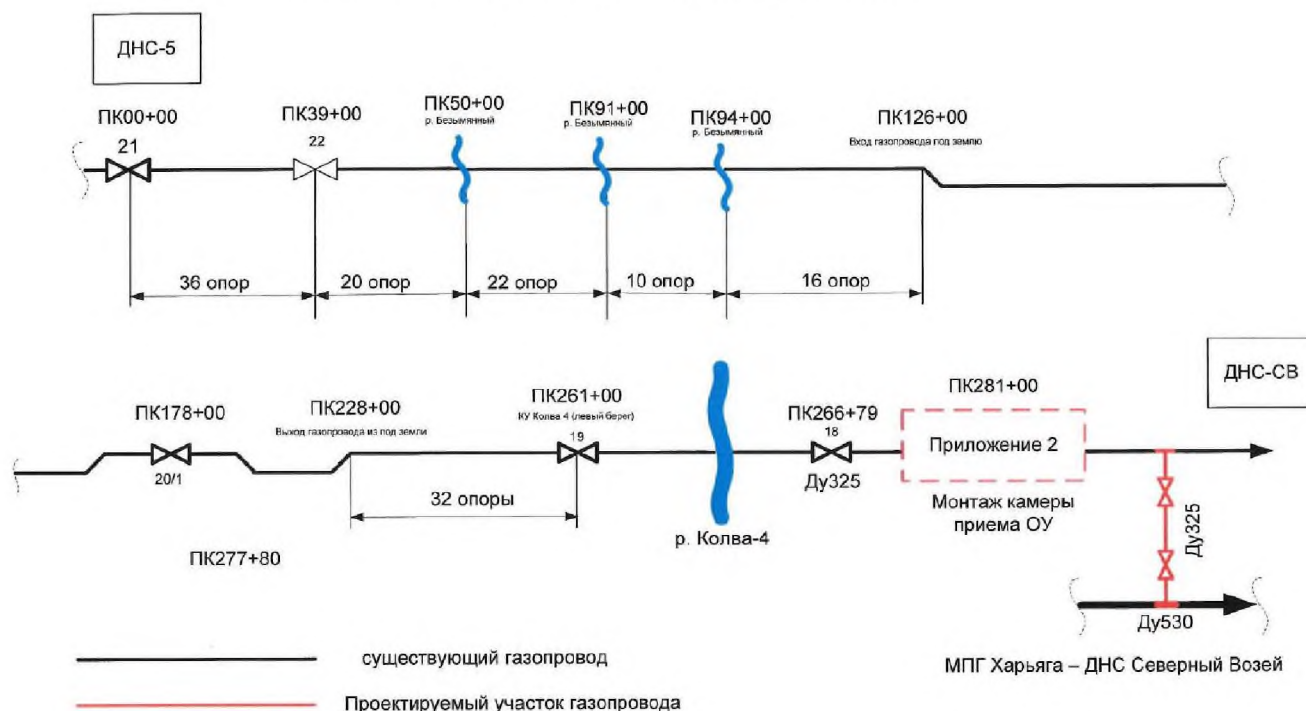 ДНС-5
ПК00+00
21
ПК39+00
22
ПК50+00
р. Безымянный
ПК91+00
р. Безымянный
ПК94+00
р. Безымянный
ПК126+00
Вход газопровода под землю
36 опор
20 опор
22 опор
10 опор
16 опор
ДНС-СВ
ПК178+00
20/1
ПК228+00
Выход газопровода из под земли
ПК261+00
КУ Колва 4 (левый берег)
19
ПК266+79
18
Ду325
ПК281+00
Приложение 2
Монтаж камеры
приема ОУ
32 опоры
р. Колва-4
Ду325
ПК277+80
Ду530
МПГ Харьяга – ДНС Северный Возей
существующий газопровод
Проектируемый участок газопровода